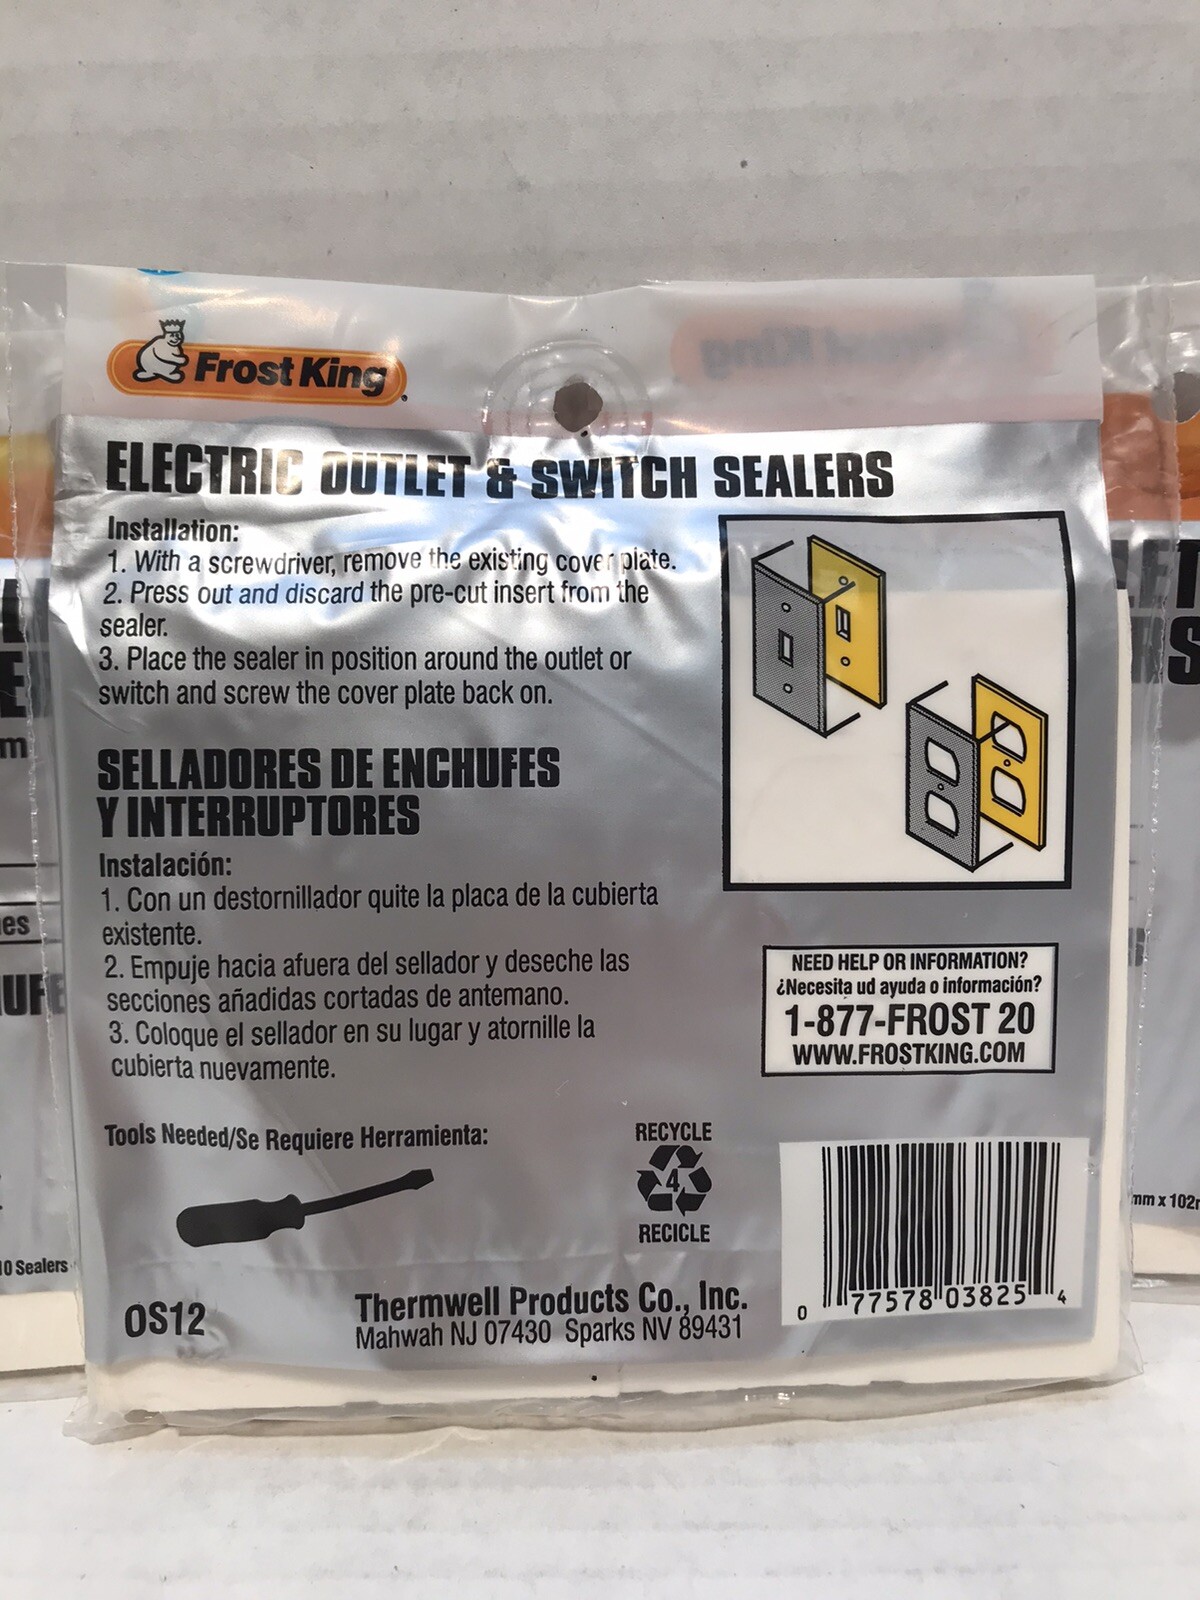 Frost King
ELECTRIC OUTLET & SWITCH SEALERS
Installation:
1. With a screwdriver, remove the existing cover plate.
2. Press out and discard the pre-cut insert from the
sealer.
3. Place the sealer in position around the outlet or
switch and screw the cover plate back on.
SELLADORES DE ENCHUFES
Y INTERRUPTORES
Instalación:
1. Con un destornillador quite la placa de la cubierta
existente.
2. Empuje hacia afuera del sellador y deseche las
secciones añadidas cortadas de antemano.
3. Coloque el sellador en su lugar y atornille la
cubierta nuevamente.
NEED HELP OR INFORMATION?
¿Necesita ud ayuda o información?
1-877-FROST 20
WWW.FROSTKING.COM
Tools Needed/Se Requiere Herramienta:
RECYCLE
4
RECICLE
OS12
Thermwell Products Co., Inc.
Mahwah NJ 07430 Sparks NV 89431
0 77578 03825 4
10 Sealers
mm x 102